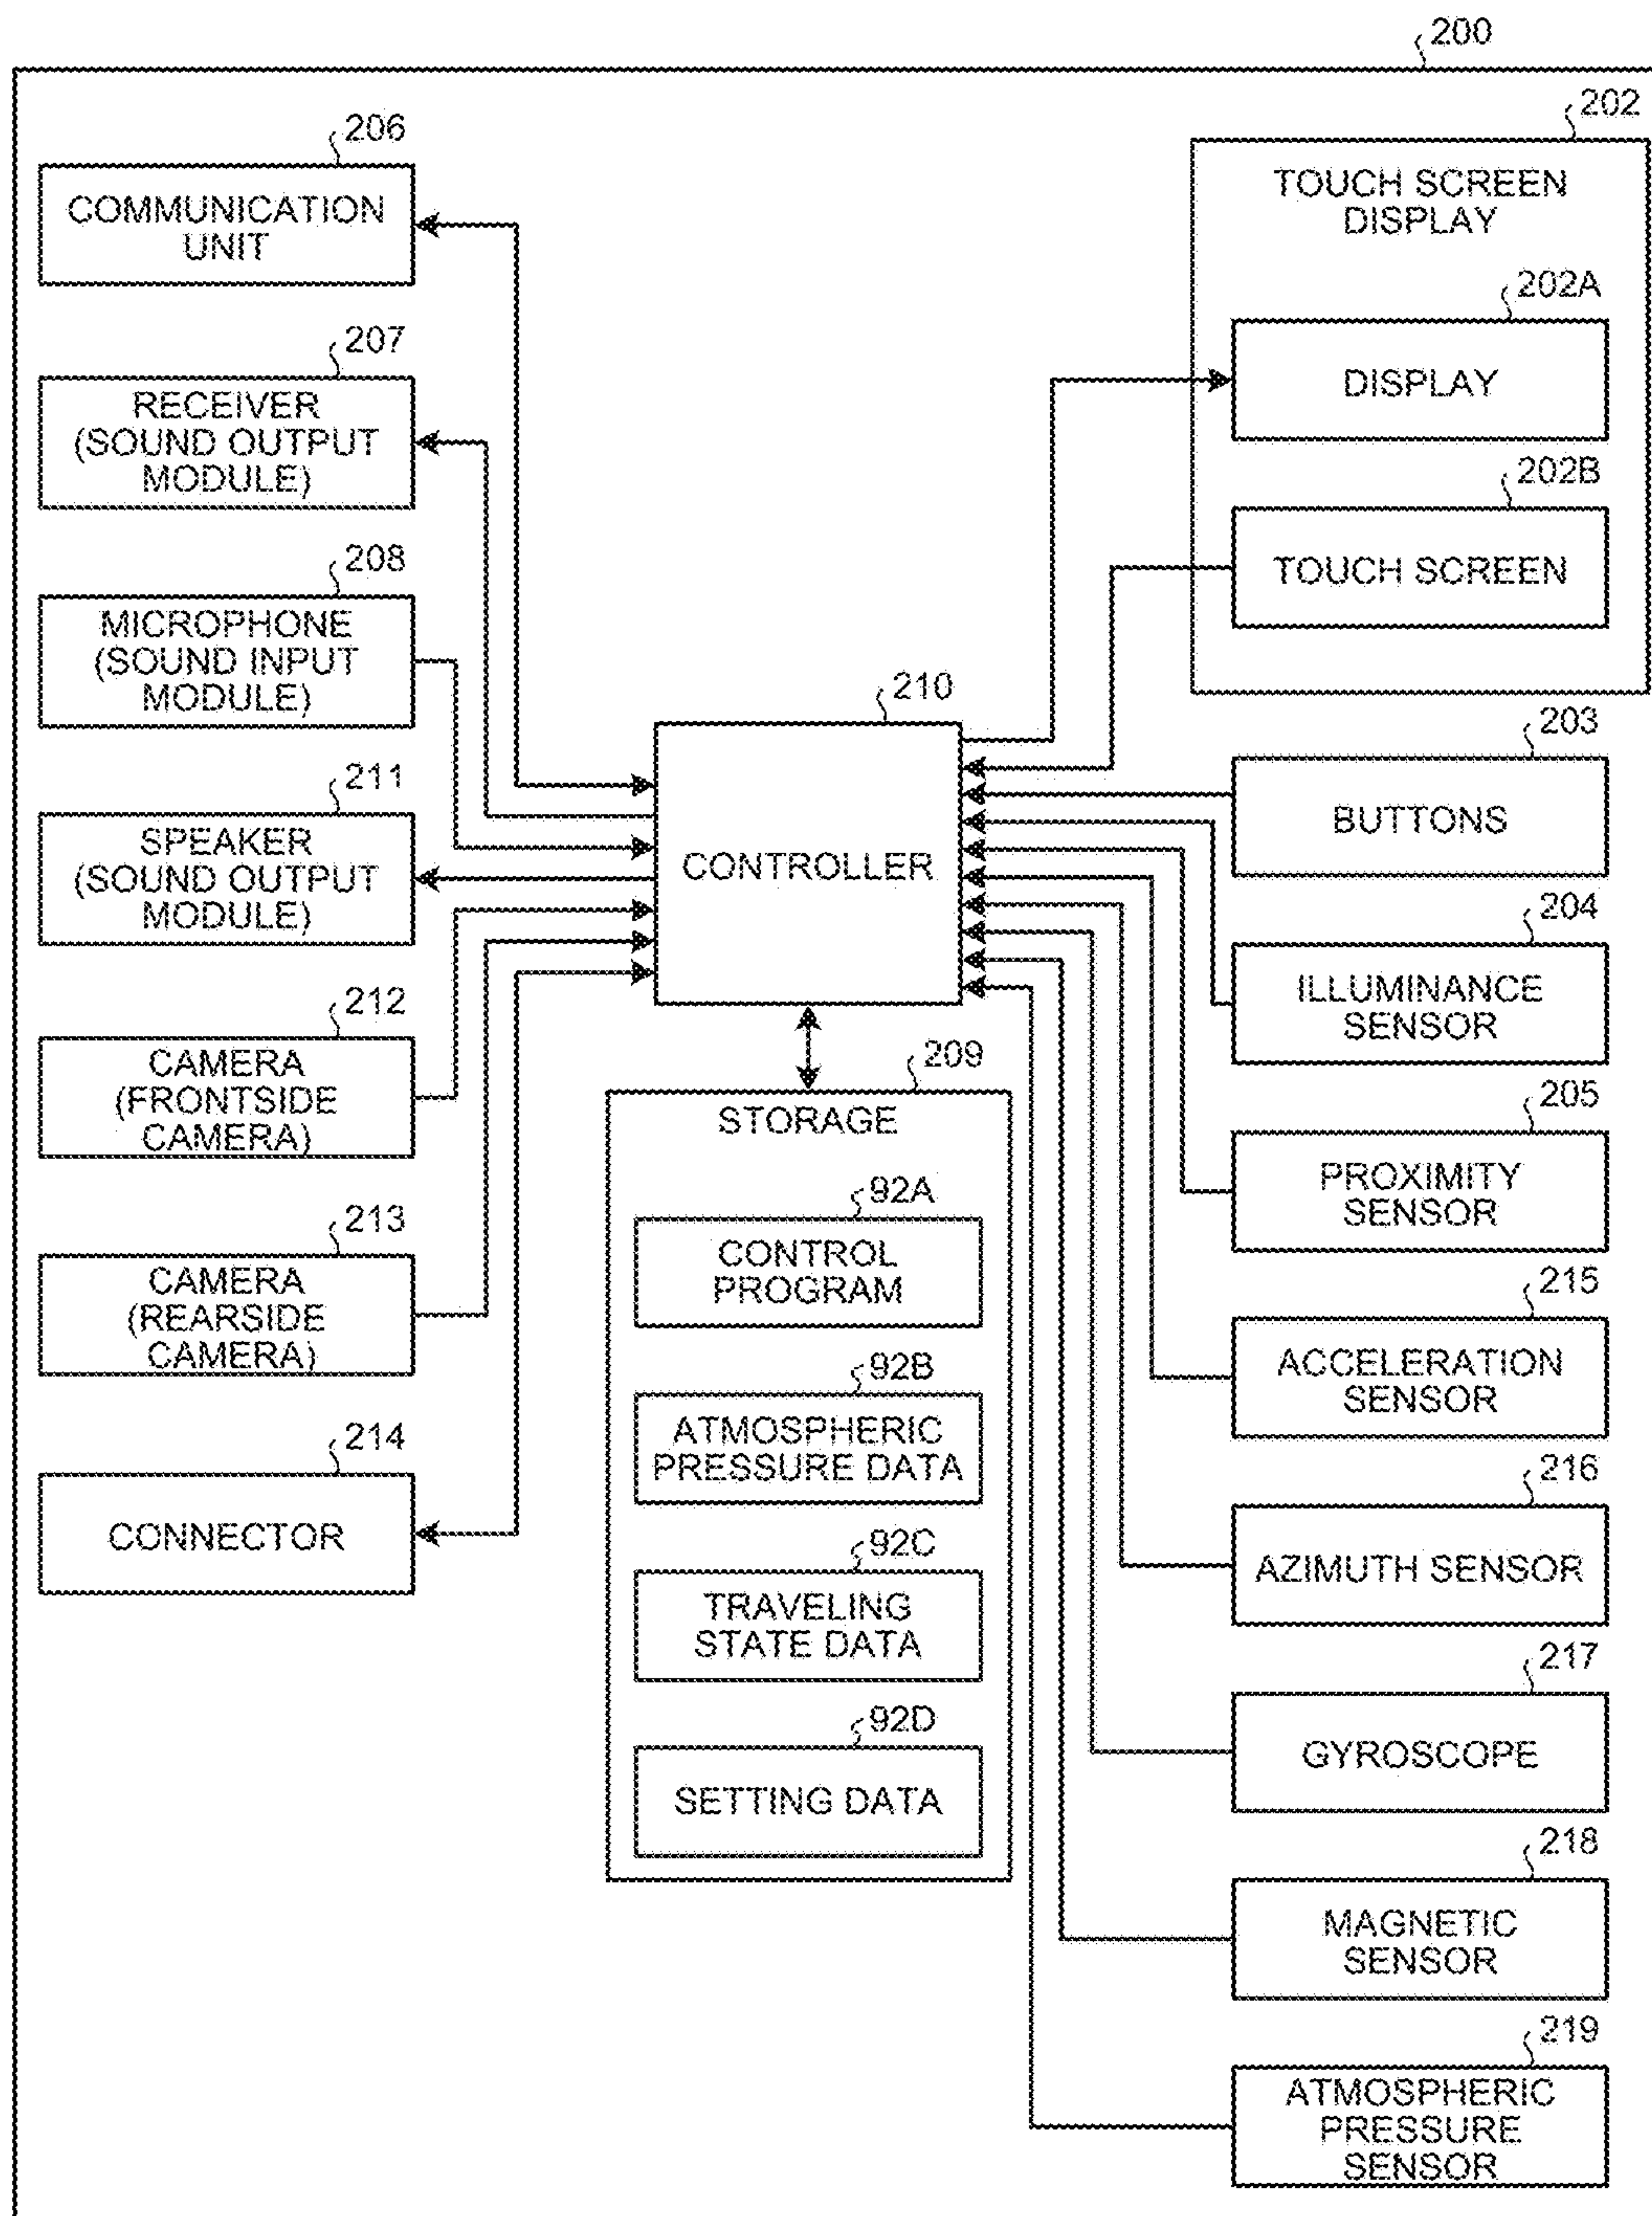 200
206
COMMUNICATION
UNIT
207
RECEIVER
(SOUND OUTPUT
MODULE)
208
MICROPHONE
(SOUND INPUT
MODULE)
211
SPEAKER
(SOUND OUTPUT
MODULE)
212
CAMERA
(FRONTSIDE
CAMERA)
213
CAMERA
(REARSIDE
CAMERA)
214
CONNECTOR
210
CONTROLLER
209
STORAGE
92A
CONTROL
PROGRAM
92B
ATMOSPHERIC
PRESSURE DATA
92C
TRAVELING
STATE DATA
92D
SETTING DATA
202
TOUCH SCREEN
DISPLAY
202A
DISPLAY
202B
TOUCH SCREEN
203
BUTTONS
204
ILLUMINANCE
SENSOR
205
PROXIMITY
SENSOR
215
ACCELERATION
SENSOR
216
AZIMUTH SENSOR
217
GYROSCOPE
218
MAGNETIC
SENSOR
219
ATMOSPHERIC
PRESSURE
SENSOR